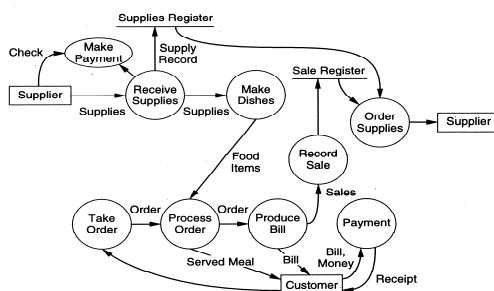 Supplies Register
Check
Make
Payment
Supply
Record
Sale Register
Supplier
Receive
Supplies
Make
Dishes
Order
Supplies
Supplier
Supplies
Supplies
Record
Sale
Food
Items
Sales
Take
Order
Order
Process
Order
Order
Produce
Bill
Payment
Served Meal
Bill
Bill,
Money
Receipt
Customer